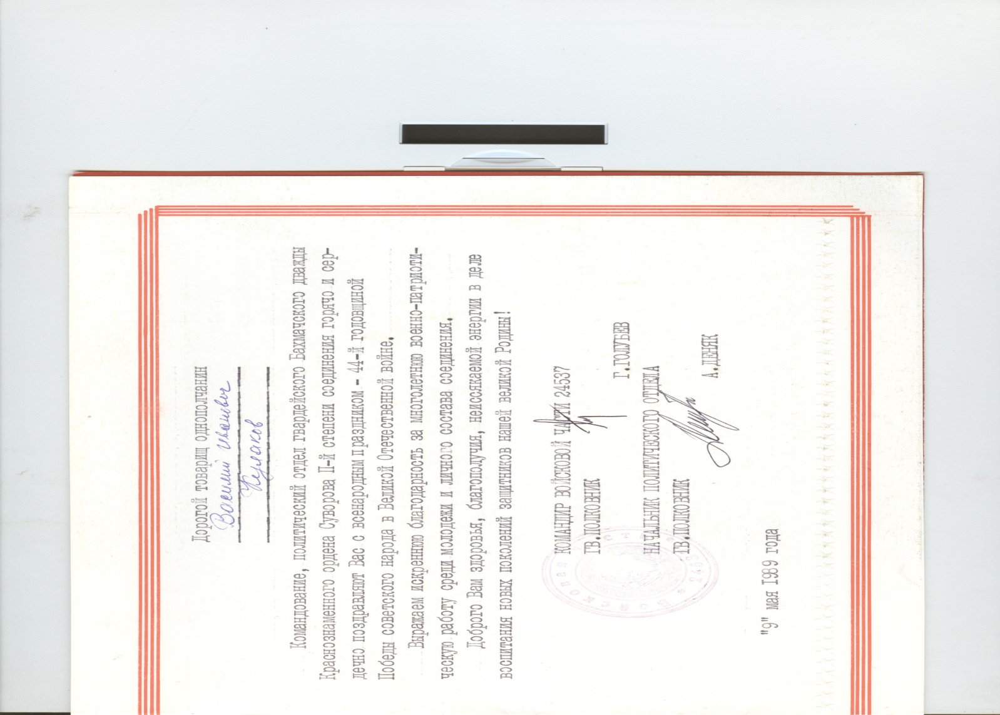 Дорогой товарищ однополчанин
Василий Иванович
Кулаков
Командование, политический отдел гвардейского Бахмачского дважды
Краснознаменного ордена Суворова II-й степени соединения горячо и сер-
дечно поздравляют Вас с всенародным праздником - 44-й годовщиной
Победы советского народа в Великой Отечественной войне.
Выражаем искреннюю благодарность за многолетнюю военно-патриоти-
ческую работу среди молодежи и личного состава соединения.
Доброго Вам здоровья, благополучия, неиссякаемой энергии в деле
воспитания новых поколений защитников нашей великой Родины!
КОМАНДИР ВОЙСКОВОЙ ЧАСТИ 24537
ГВ.ПОЛКОВНИК
Г.ГОЛУБЕВ
НАЧАЛЬНИК ПОЛИТИЧЕСКОГО ОТДЕЛА
ГВ.ПОЛКОВНИК
А.ДЕНЯК
"9" мая 1989 года